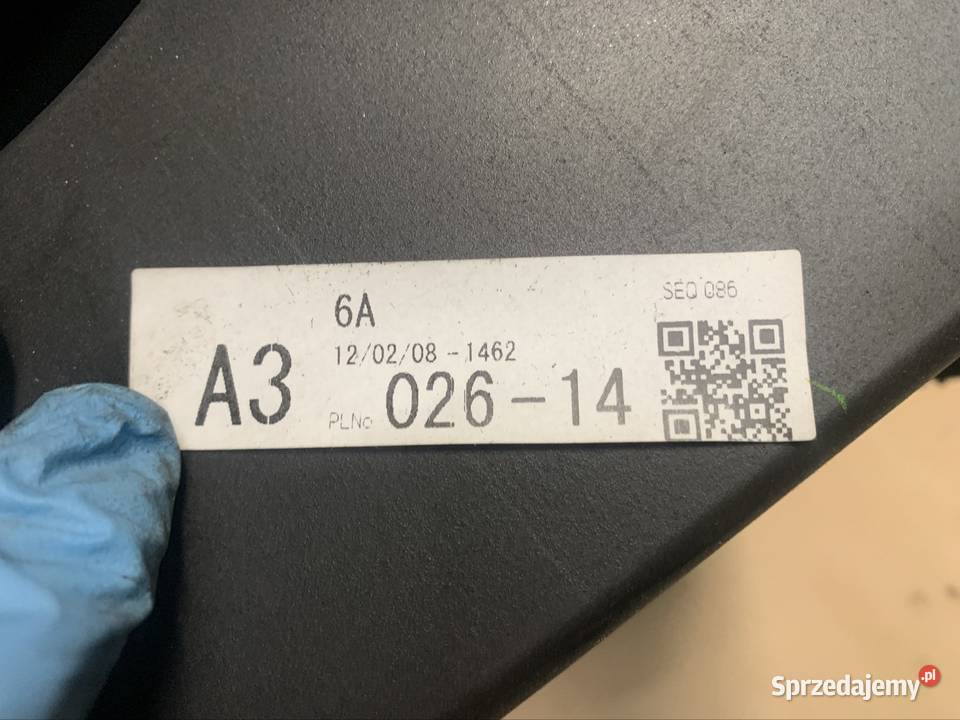 6A
SEQ 086
12/02/08 -1462
A3
PLNo 026-14
Sprzedajemy.pl